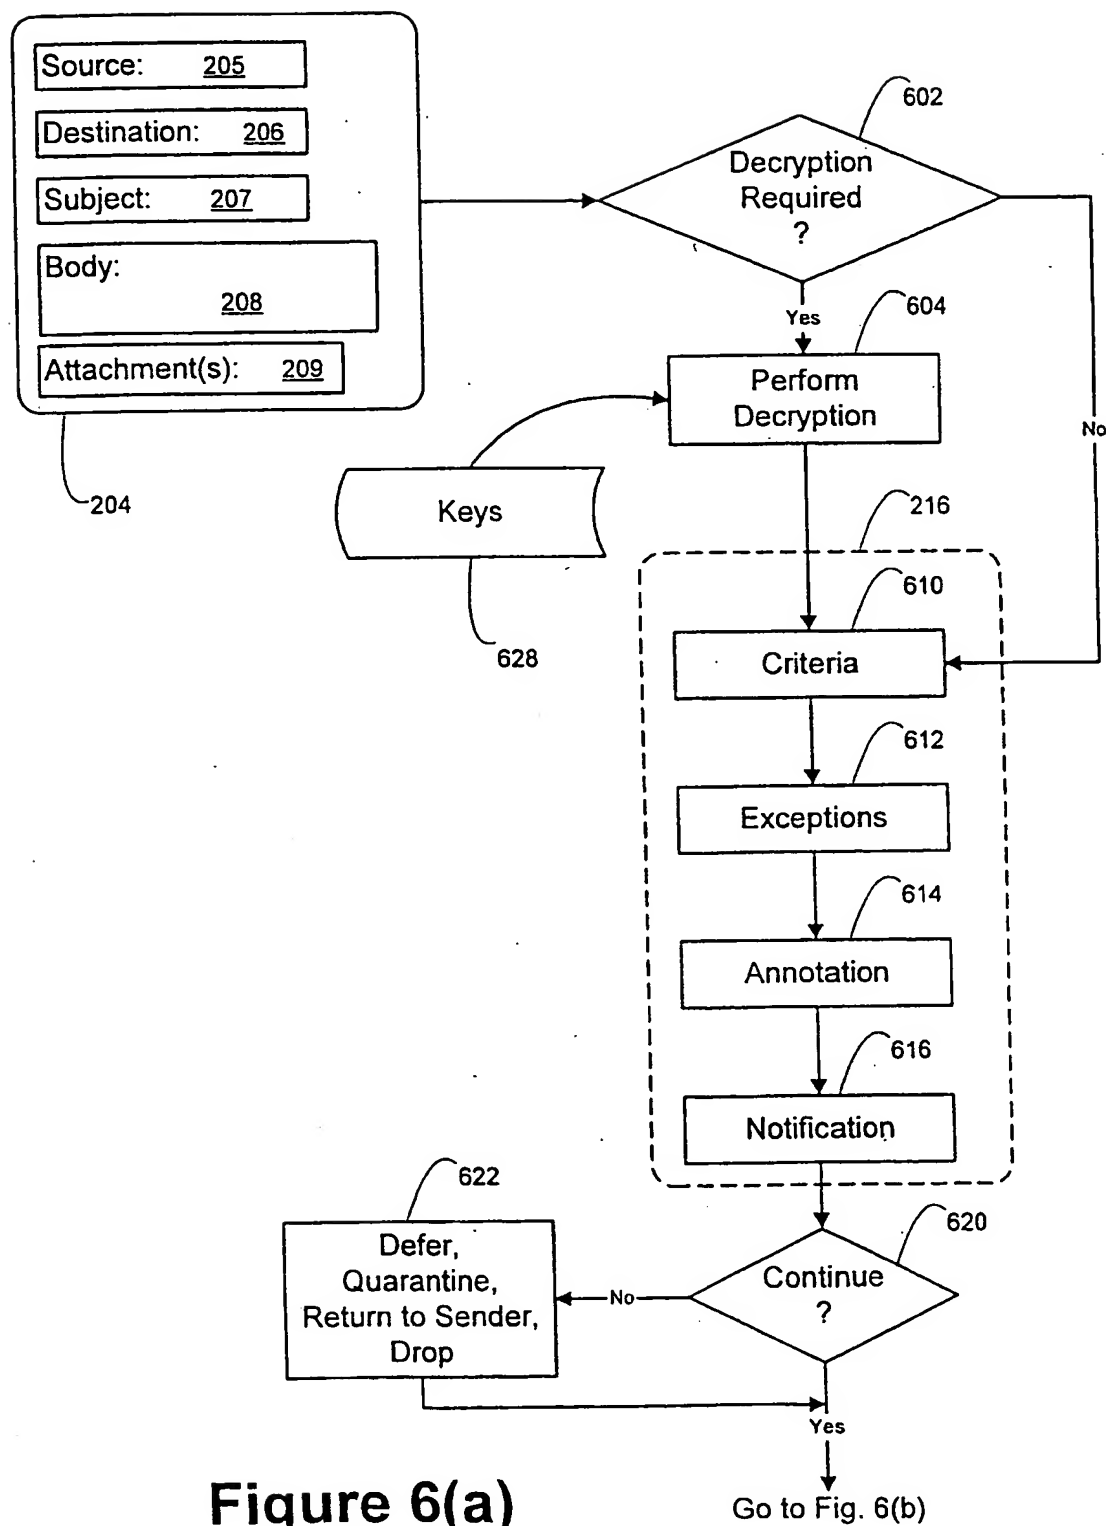 Source: 205
Destination: 206
Subject: 207
Body:
208
Attachment(s): 209
204
602
Decryption
Required
?
Yes
No
604
Perform
Decryption
Keys
628
216
610
Criteria
612
Exceptions
614
Annotation
616
Notification
622
Defer,
Quarantine,
Return to Sender,
Drop
620
Continue
?
No
Yes
Go to Fig. 6(b)
Figure 6(a)